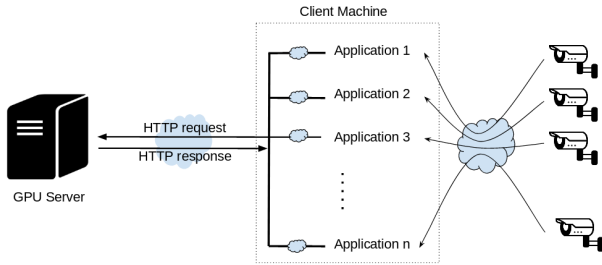 Client Machine
Application 1
Application 2
HTTP request
Application 3
HTTP response
GPU Server
Application n